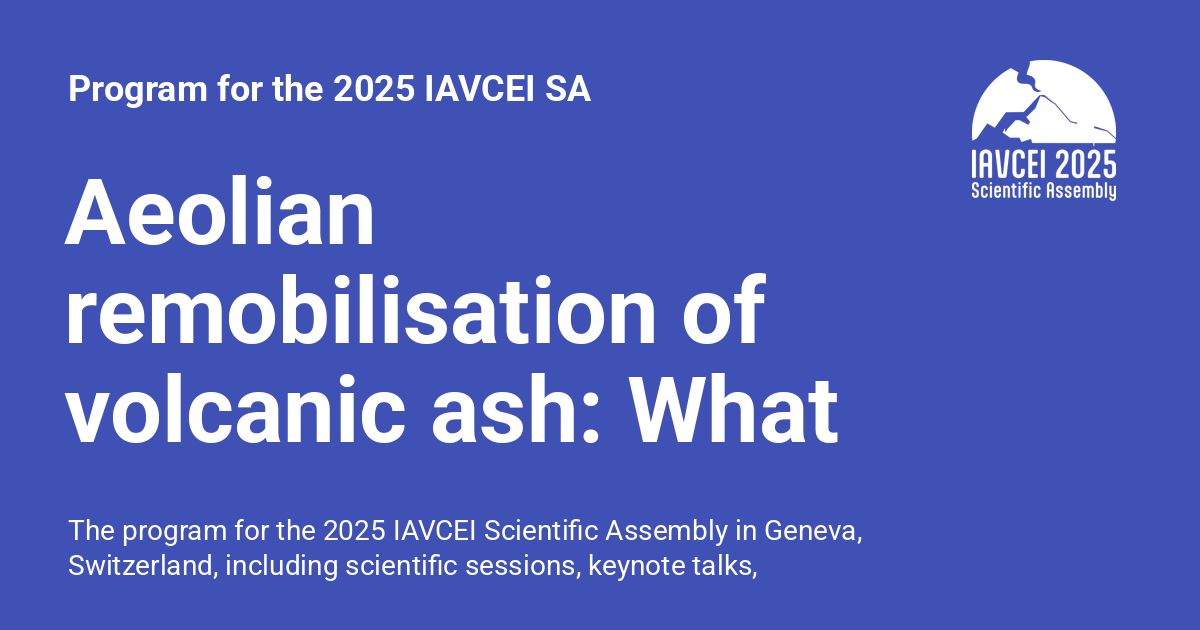 Program for the 2025 IAVCEI SA
IAVCEI 2025
Scientific Assembly
Aeolian
remobilisation of
volcanic ash: What
The program for the 2025 IAVCEI Scientific Assembly in Geneva,
Switzerland, including scientific sessions, keynote talks,